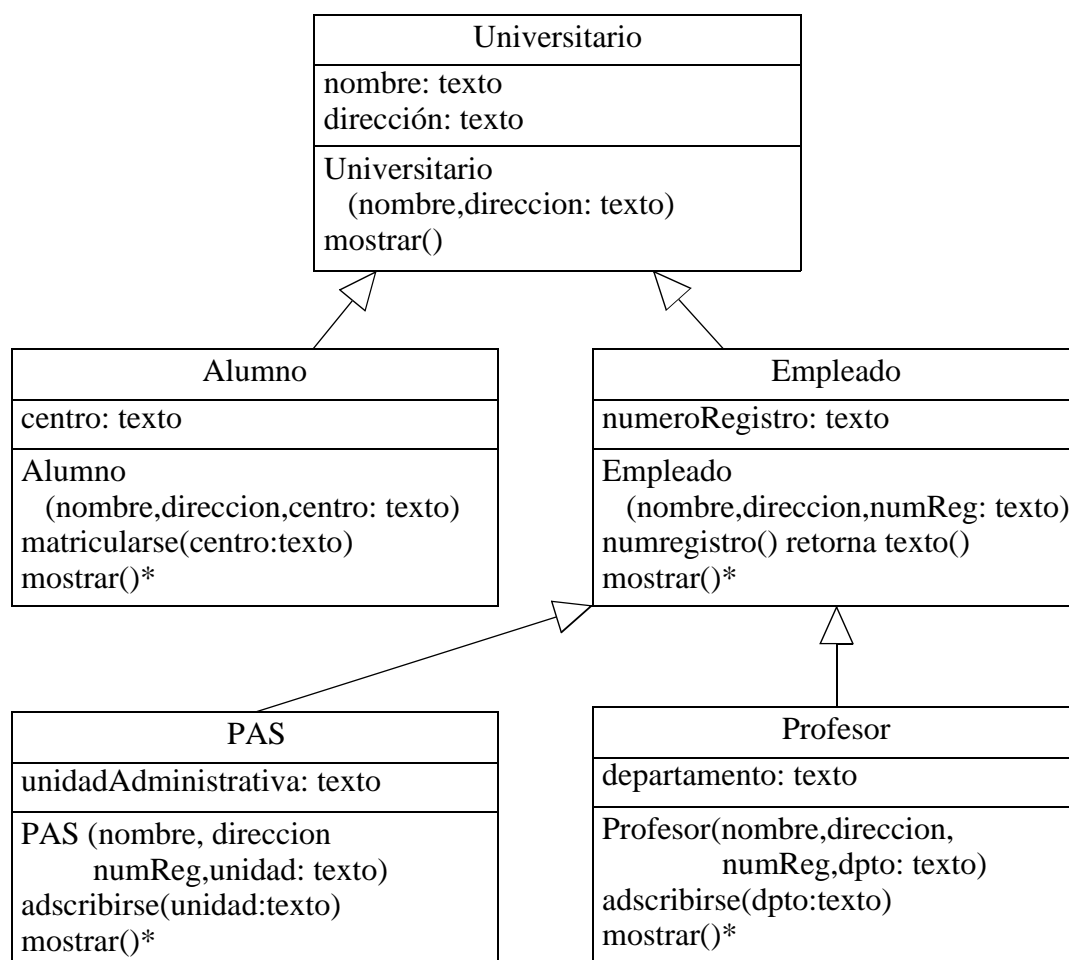 Universitario
nombre: texto
dirección: texto
Universitario
(nombre,direccion: texto)
mostrar()
Alumno
centro: texto
Alumno
(nombre,direccion,centro: texto)
matricularse(centro:texto)
mostrar()*
Empleado
numeroRegistro: texto
Empleado
(nombre,direccion,numReg: texto)
numregistro() retorna texto()
mostrar()*
PAS
unidadAdministrativa: texto
PAS (nombre, direccion
numReg,unidad: texto)
adscribirse(unidad:texto)
mostrar()*
Profesor
departamento: texto
Profesor(nombre,direccion,
numReg,dpto: texto)
adscribirse(dpto:texto)
mostrar()*